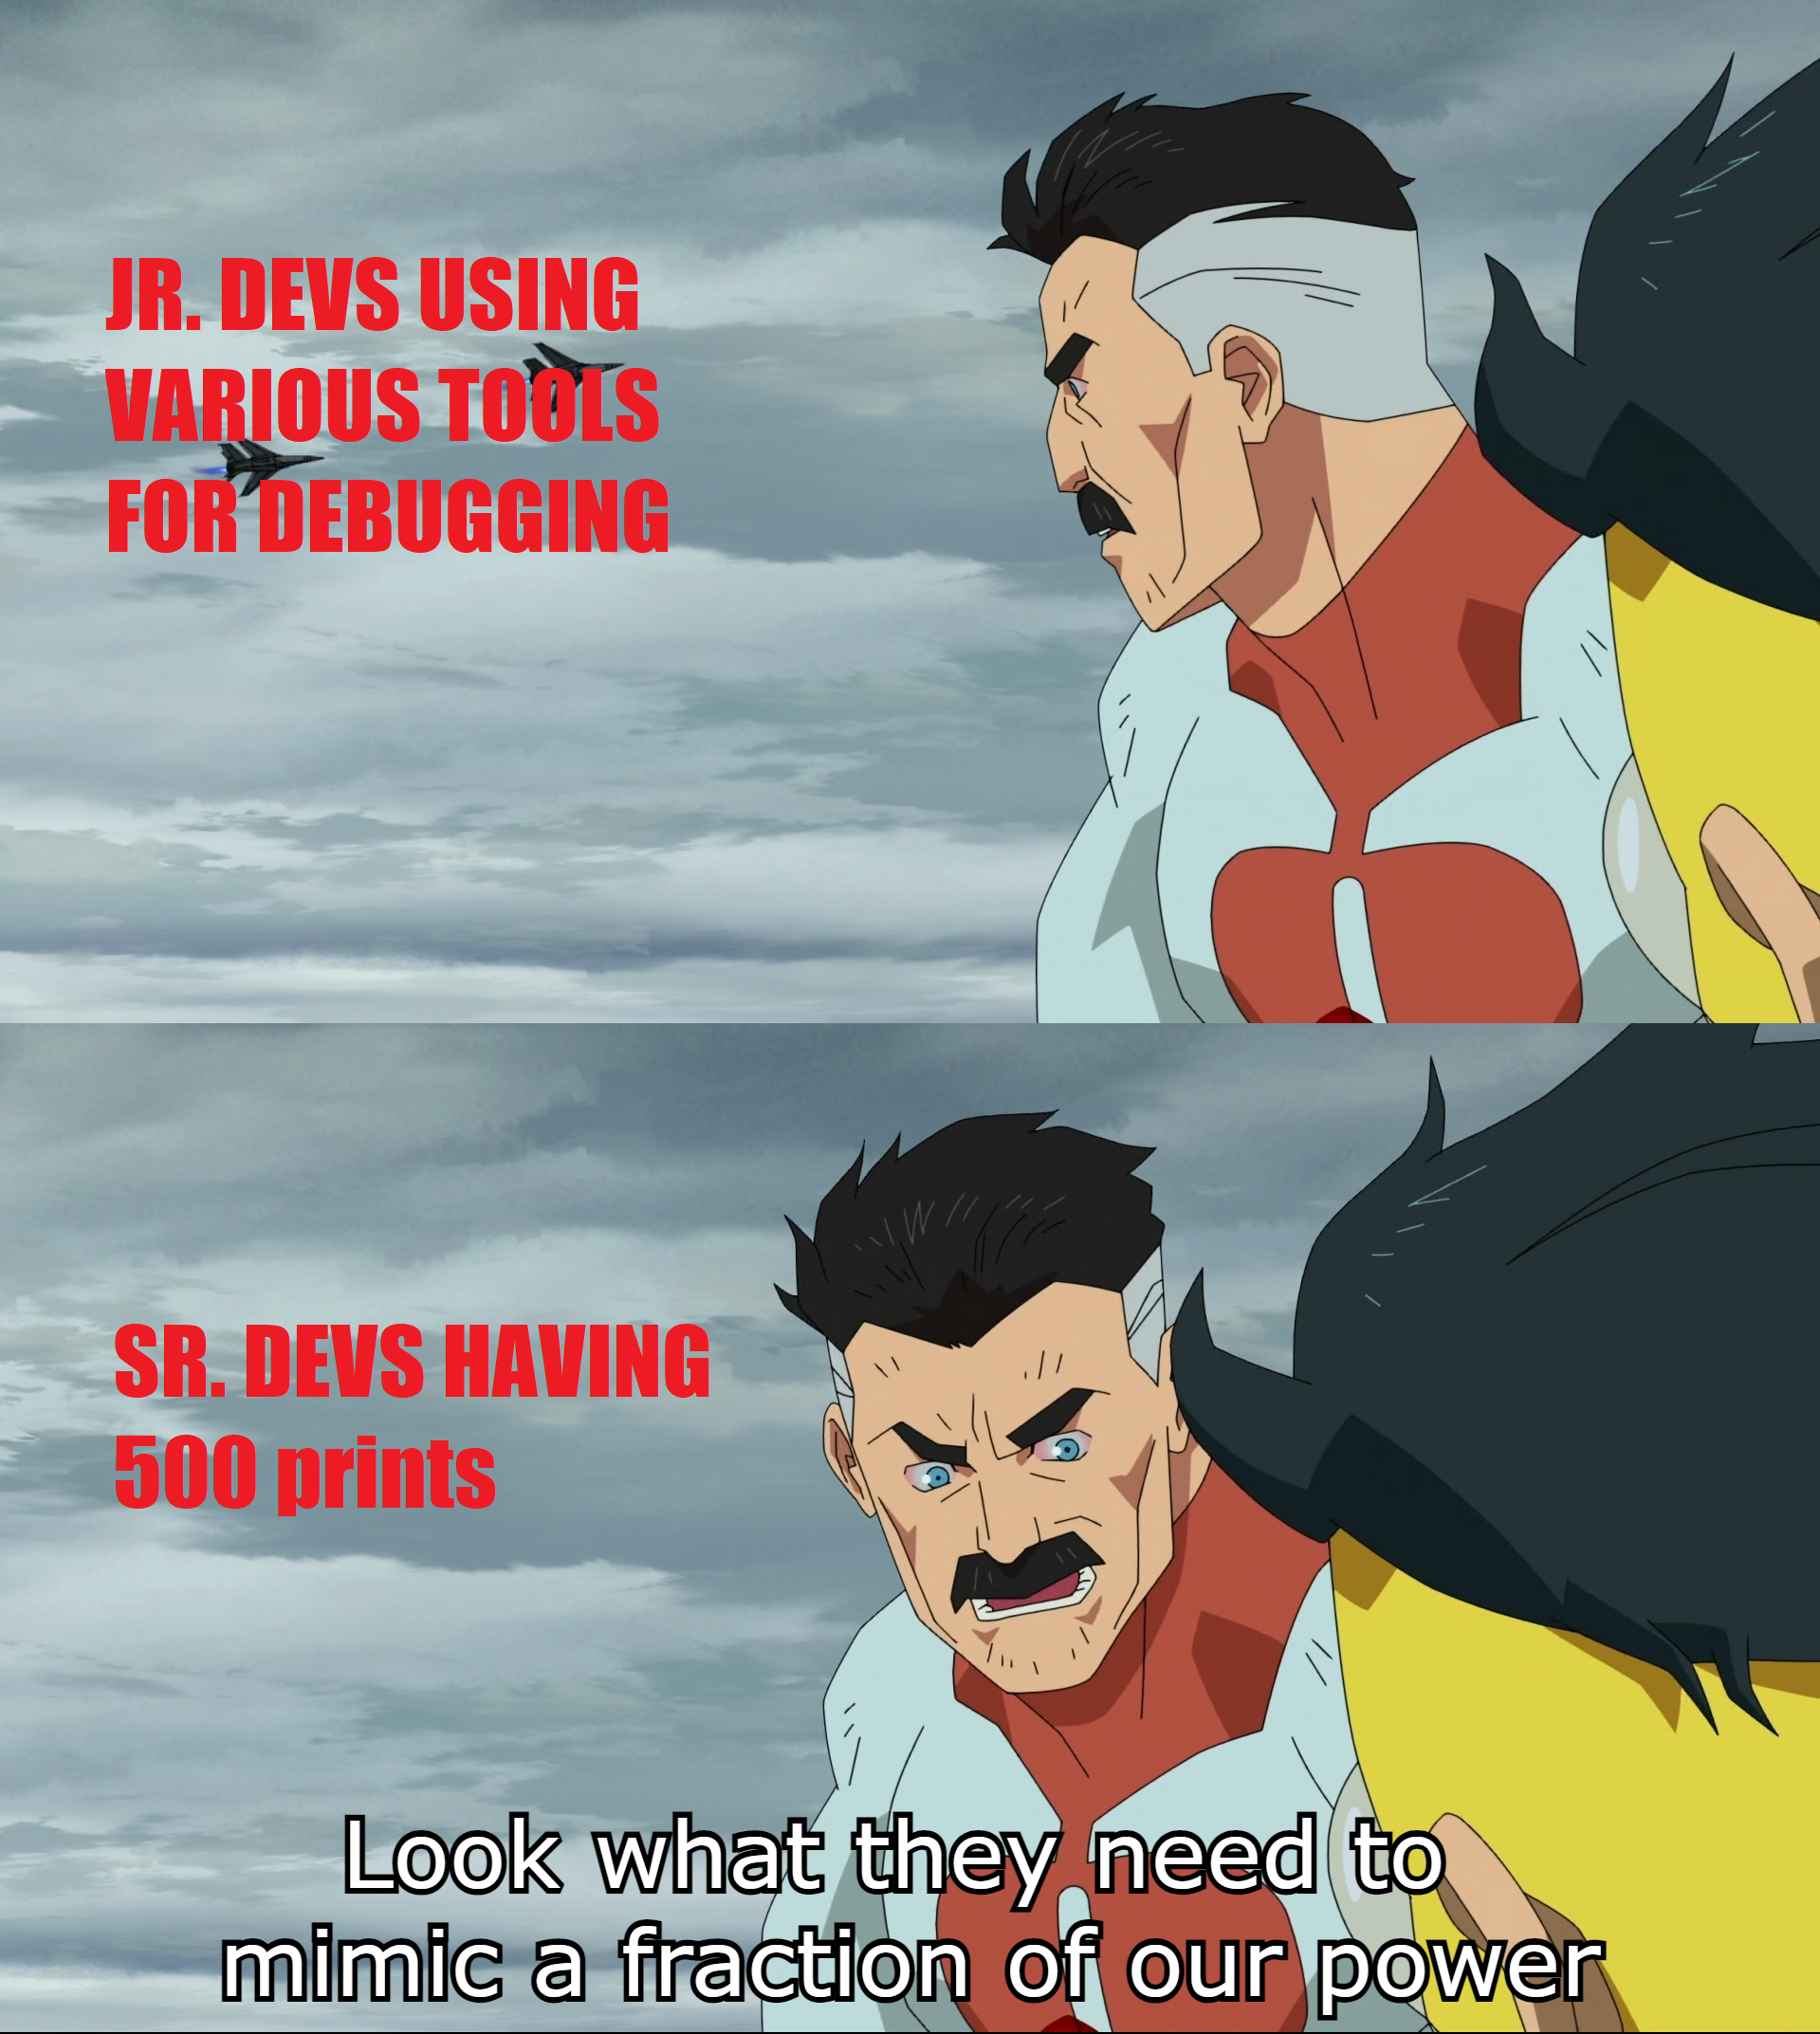 JR. DEVS USING
VARIOUS TOOLS
FOR DEBUGGING
SR. DEVS HAVING
500 prints
Look what they need to
mimic a fraction of our power